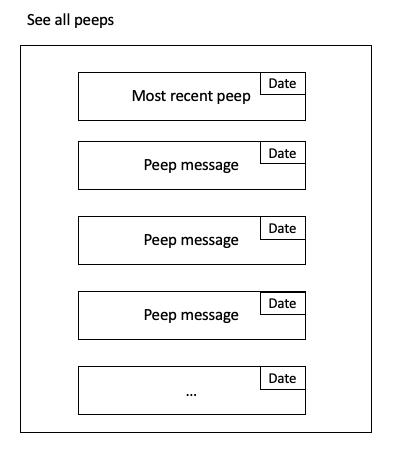 See all peeps
Date
Most recent peep
Date
Peep message
Date
Peep message
Date
Peep message
Date
...